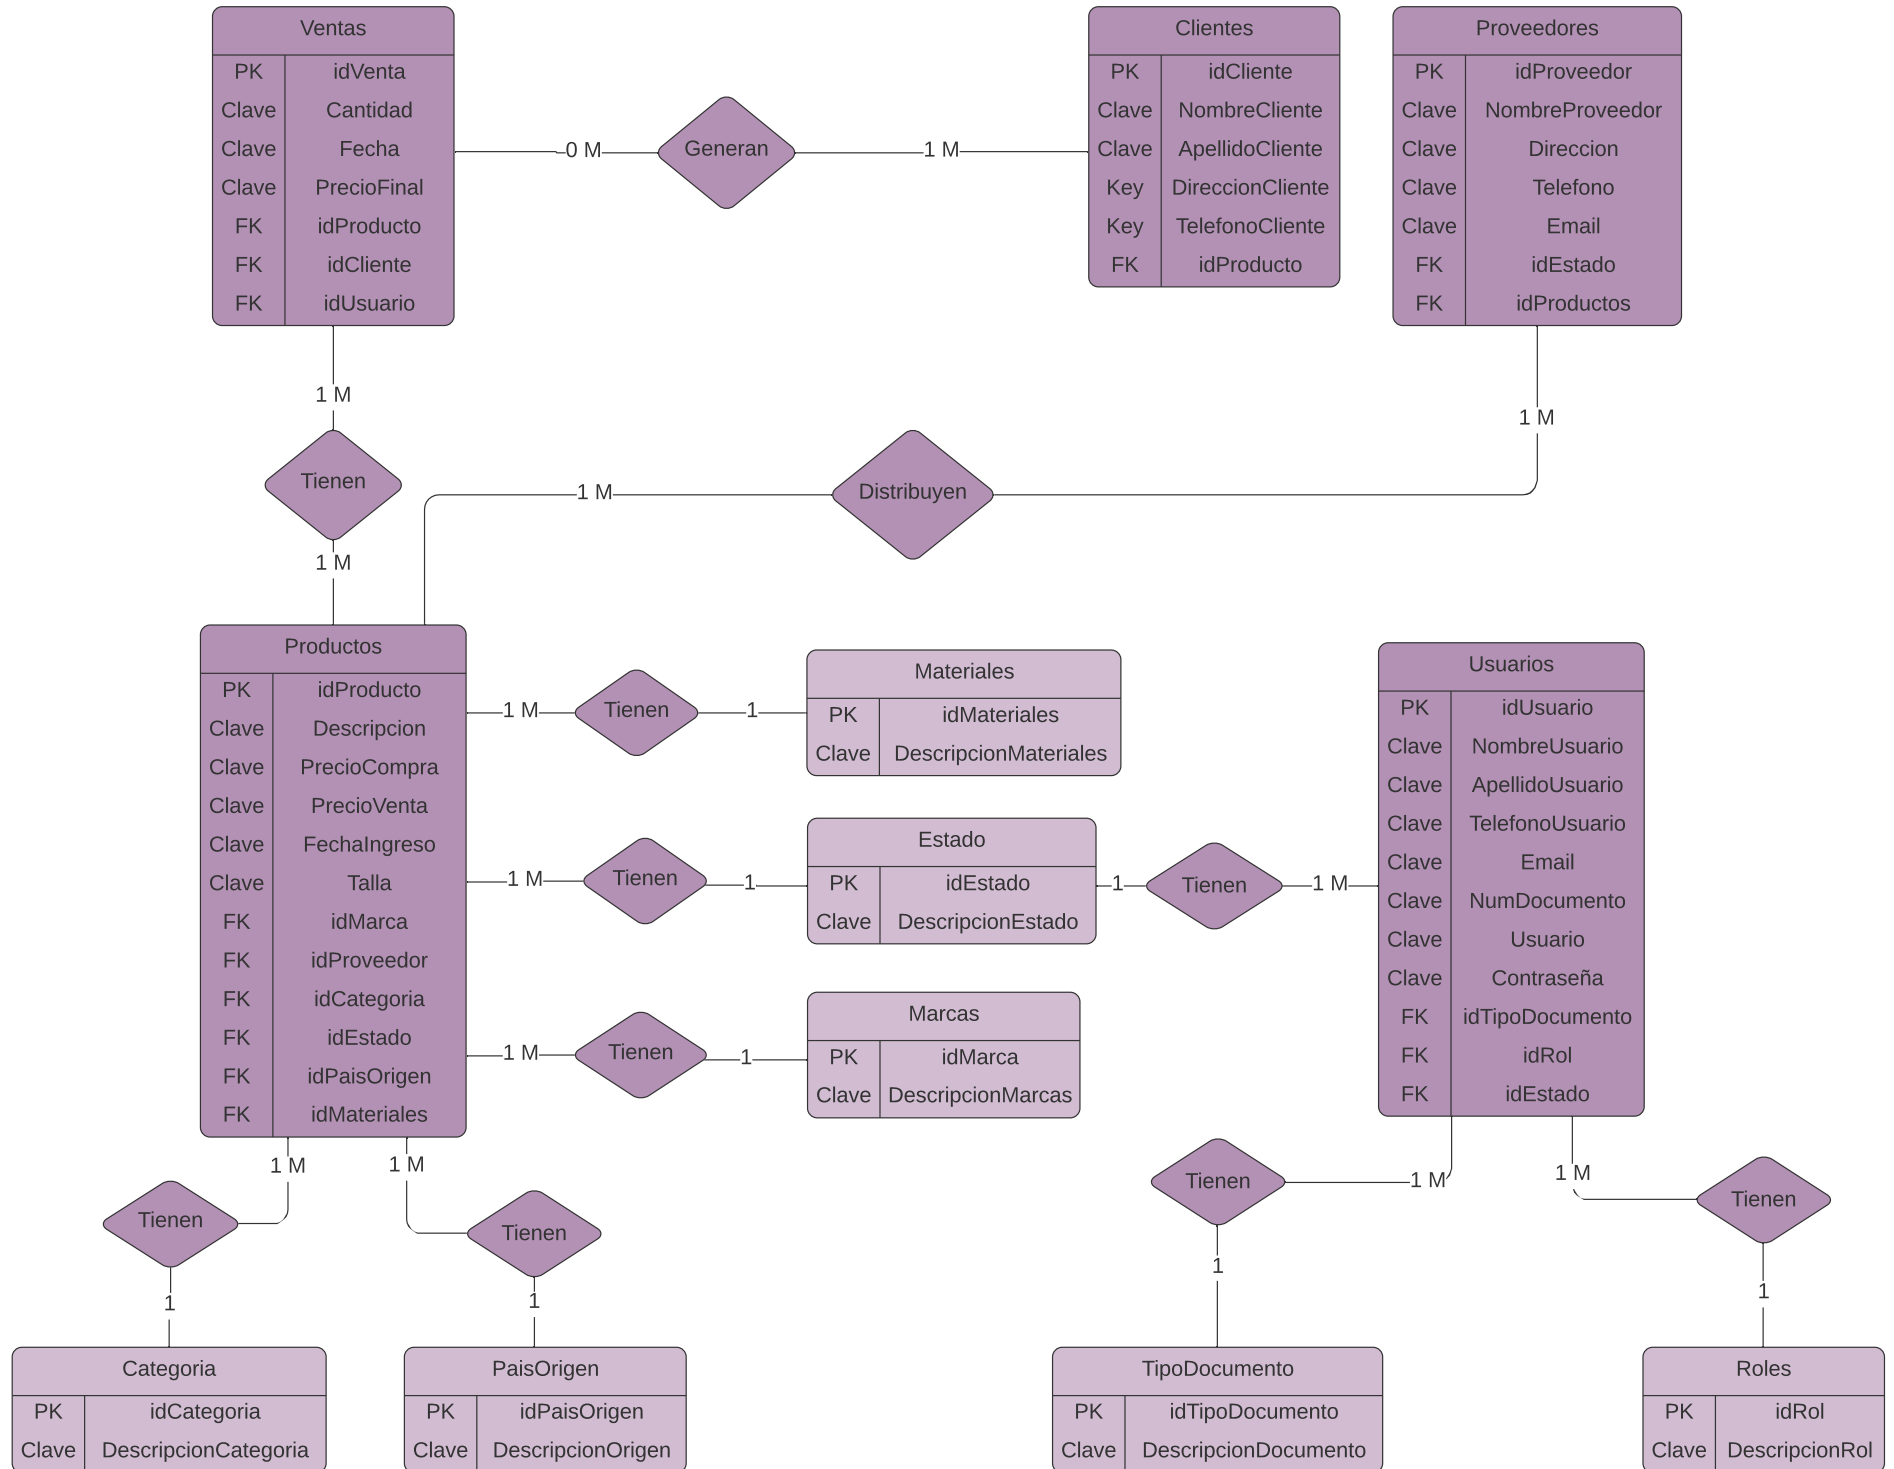 Ventas
PK idVenta
Clave Cantidad
Clave Fecha
Clave PrecioFinal
FK idProducto
FK idCliente
FK idUsuario
0 M
Generan
1 M
Clientes
PK idCliente
Clave NombreCliente
Clave ApellidoCliente
Key DireccionCliente
Key TelefonoCliente
FK idProducto
Proveedores
PK idProveedor
Clave NombreProveedor
Clave Direccion
Clave Telefono
Clave Email
FK idEstado
FK idProductos
1 M
Tienen
1 M
1 M
Distribuyen
1 M
Productos
PK idProducto
Clave Descripcion
Clave PrecioCompra
Clave PrecioVenta
Clave FechaIngreso
Clave Talla
FK idMarca
FK idProveedor
FK idCategoria
FK idEstado
FK idPaisOrigen
FK idMateriales
1 M
Tienen
1
Materiales
PK idMateriales
Clave DescripcionMateriales
1 M
Tienen
1
Estado
PK idEstado
Clave DescripcionEstado
1
Tienen
1 M
1 M
Tienen
1
Marcas
PK idMarca
Clave DescripcionMarcas
Usuarios
PK idUsuario
Clave NombreUsuario
Clave ApellidoUsuario
Clave TelefonoUsuario
Clave Email
Clave NumDocumento
Clave Usuario
Clave Contraseña
FK idTipoDocumento
FK idRol
FK idEstado
1 M
Tienen
1
Categoria
PK idCategoria
Clave DescripcionCategoria
1 M
Tienen
1
PaisOrigen
PK idPaisOrigen
Clave DescripcionOrigen
1 M
Tienen
1
TipoDocumento
PK idTipoDocumento
Clave DescripcionDocumento
1 M
Tienen
1
Roles
PK idRol
Clave DescripcionRol